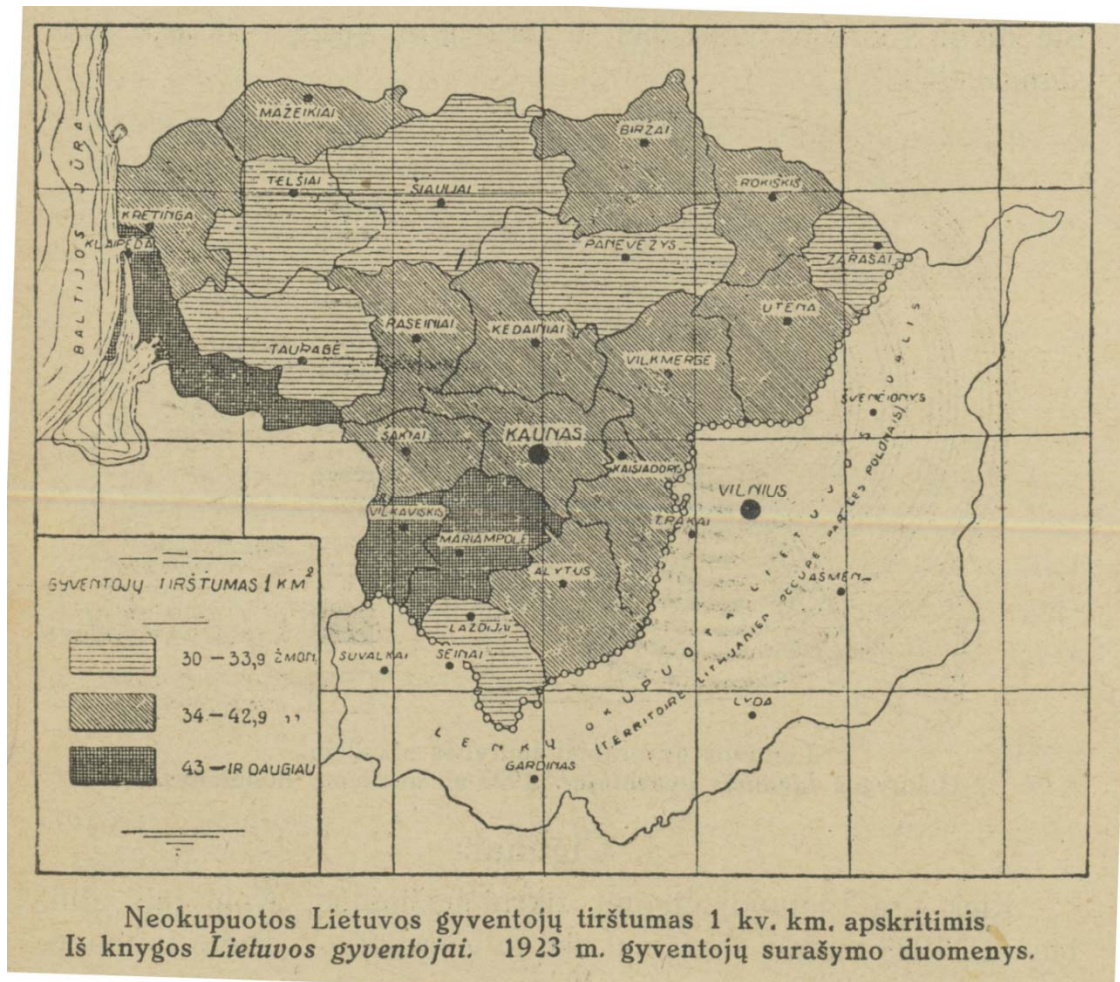 MAŽEIKIAI
BIRŽAI
TELŠIAI
ŠIAULIAI
ROKIŠKIS
KRETINGA
KLAIPĖDA
PANEVĖŽYS
ZARASAI
BALTIJOS JŪRA
RASEINIAI
KĖDAINIAI
UTENA
TAURAGĖ
VILKMERGĖ
ŠVENČIONYS
ŠAKIAI
KAUNAS
KAIŠIADORIS
VILNIUS
VILKAVIŠKIS
TRAKAI
MARIAMPOLĖ
ALYTUS
AŠMEN
LAZDIJAI
SUVALKAI
SEINAI
LYDA
GARDINAS
LENKŲ OKUPUOTA LIETUVOS DALIS
(TERRITOIRE LITHUANIEN OCCUPÉ PAR LES POLONAIS)
GYVENTOJŲ TIRŠTUMAS 1 KM²
30 – 33,9 ŽMON.
34 – 42,9 ,,
43 – IR DAUGIAU
Neokupuotos Lietuvos gyventojų tirštumas 1 kv. km. apskritimis.
Iš knygos Lietuvos gyventojai. 1923 m. gyventojų surašymo duomenys.